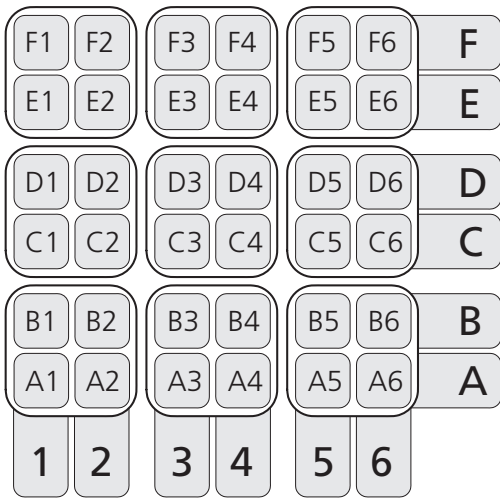 F1 F2 F3 F4 F5 F6 F
E1 E2 E3 E4 E5 E6 E
D1 D2 D3 D4 D5 D6 D
C1 C2 C3 C4 C5 C6 C
B1 B2 B3 B4 B5 B6 B
A1 A2 A3 A4 A5 A6 A
1 2 3 4 5 6